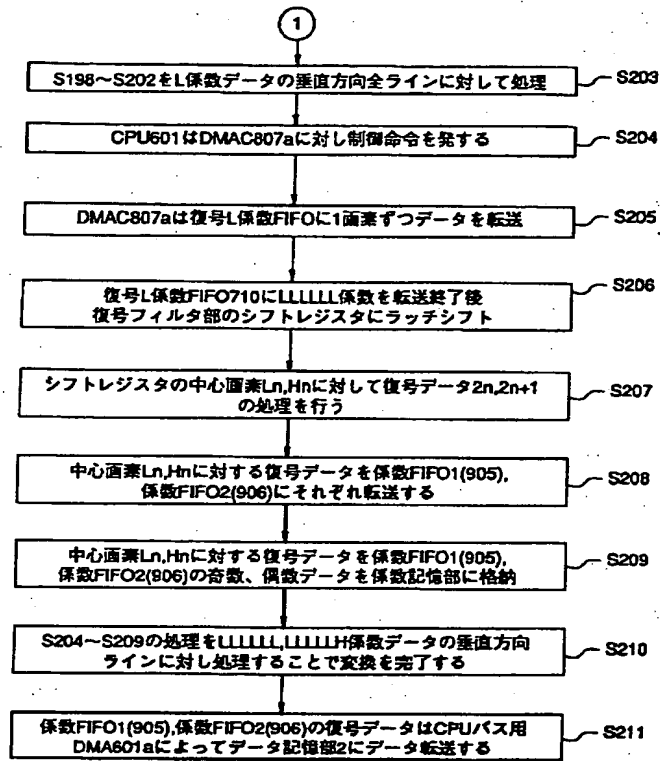 1
S198~S202をL係数データの垂直方向全ラインに対して処理
S203
CPU601はDMAC807aに対し制御命令を発する
S204
DMAC807aは復号L係数FIFOに1画素ずつデータを転送
S205
復号L係数FIFO710にLLLLLL係数を転送終了後
復号フィルタ部のシフトレジスタにラッチシフト
S206
シフトレジスタの中心画素Ln,Hnに対して復号データ2n,2n+1
の処理を行う
S207
中心画素Ln,Hnに対する復号データを係数FIFO1(905),
係数FIFO2(906)にそれぞれ転送する
S208
中心画素Ln,Hnに対する復号データを係数FIFO1(905),
係数FIFO2(906)の奇数、偶数データを係数記憶部に格納
S209
S204~S209の処理をLLLLLL,LLLLLLH係数データの垂直方向
ラインに対し処理することで変換を完了する
S210
係数FIFO1(905),係数FIFO2(906)の復号データはCPUバス用
DMA601aによってデータ記憶部2にデータ転送する
S211